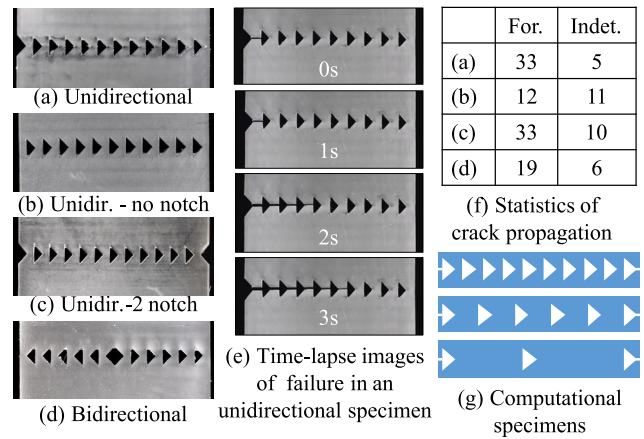 (a) Unidirectional
(b) Unidir. - no notch
(c) Unidir.-2 notch
(d) Bidirectional
0s
1s
2s
3s
(e) Time-lapse images
of failure in an
unidirectional specimen
For. Indet.
(a) 33 5
(b) 12 11
(c) 33 10
(d) 19 6
(f) Statistics of
crack propagation
(g) Computational
specimens